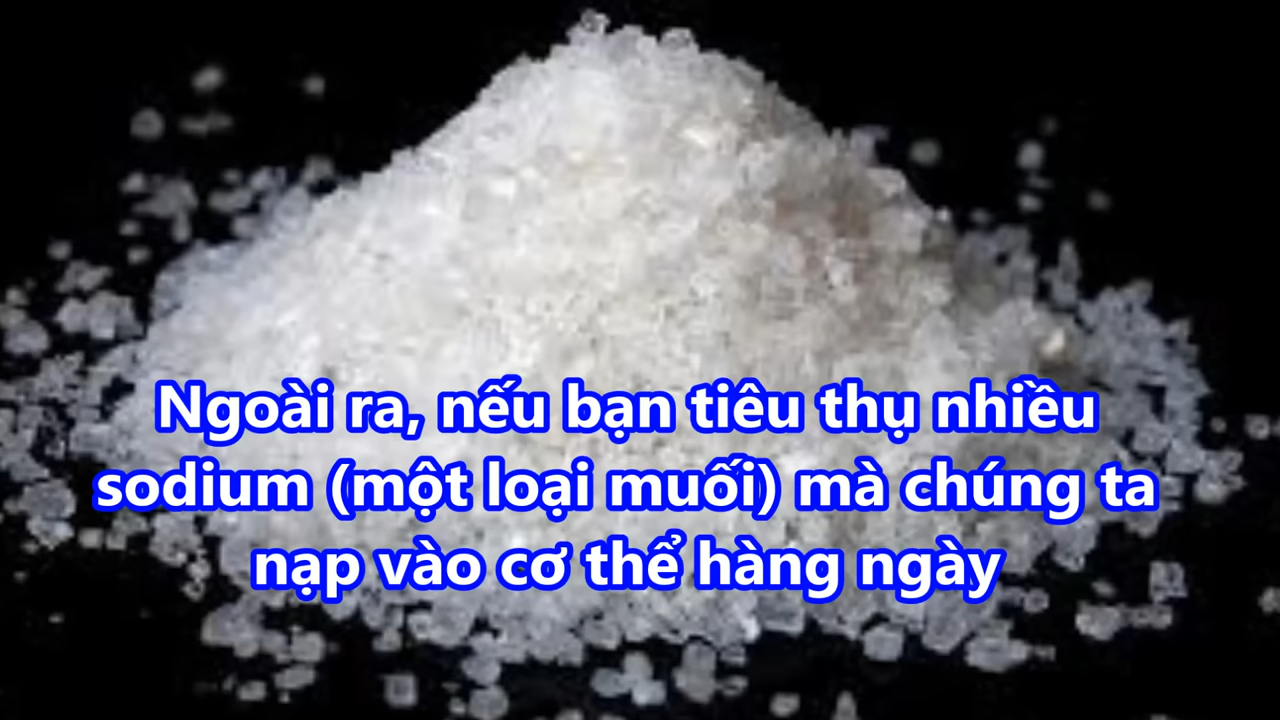 Ngoài ra, nếu bạn tiêu thụ nhiều
sodium (một loại muối) mà chúng ta
nạp vào cơ thể hàng ngày